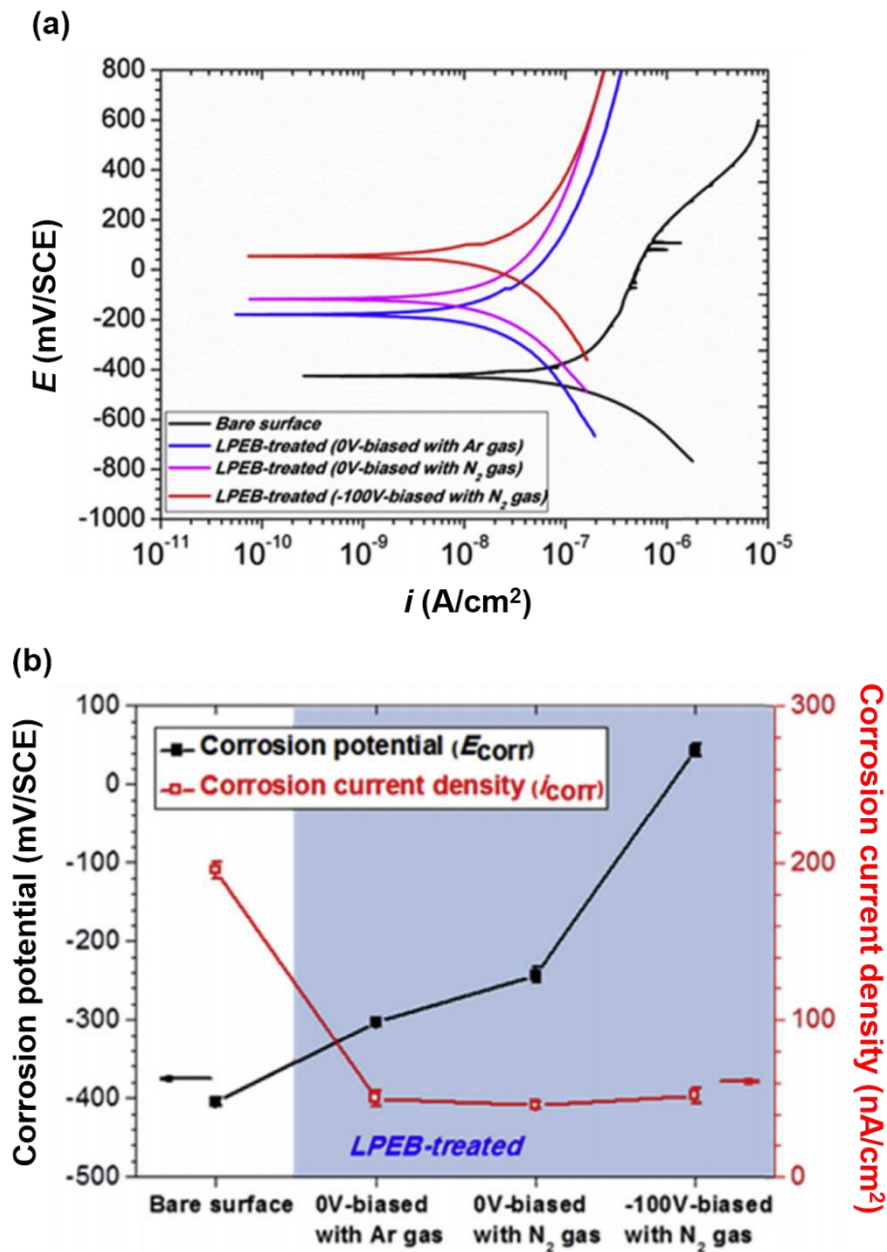 (a)
800
600
400
200
0
-200
-400
-600
-800
-1000
E (mV/SCE)
Bare surface
LPEB-treated (0V-biased with Ar gas)
LPEB-treated (0V-biased with N₂ gas)
LPEB-treated (-100V-biased with N₂ gas)
10⁻¹¹ 10⁻¹⁰ 10⁻⁹ 10⁻⁸ 10⁻⁷ 10⁻⁶ 10⁻⁵
i (A/cm²)
(b)
100
0
-100
-200
-300
-400
-500
Corrosion potential (mV/SCE)
Corrosion potential (E_corr)
Corrosion current density (i_corr)
LPEB-treated
300
200
100
0
Corrosion current density (nA/cm²)
Bare surface 0V-biased 0V-biased -100V-biased
with Ar gas with N₂ gas with N₂ gas